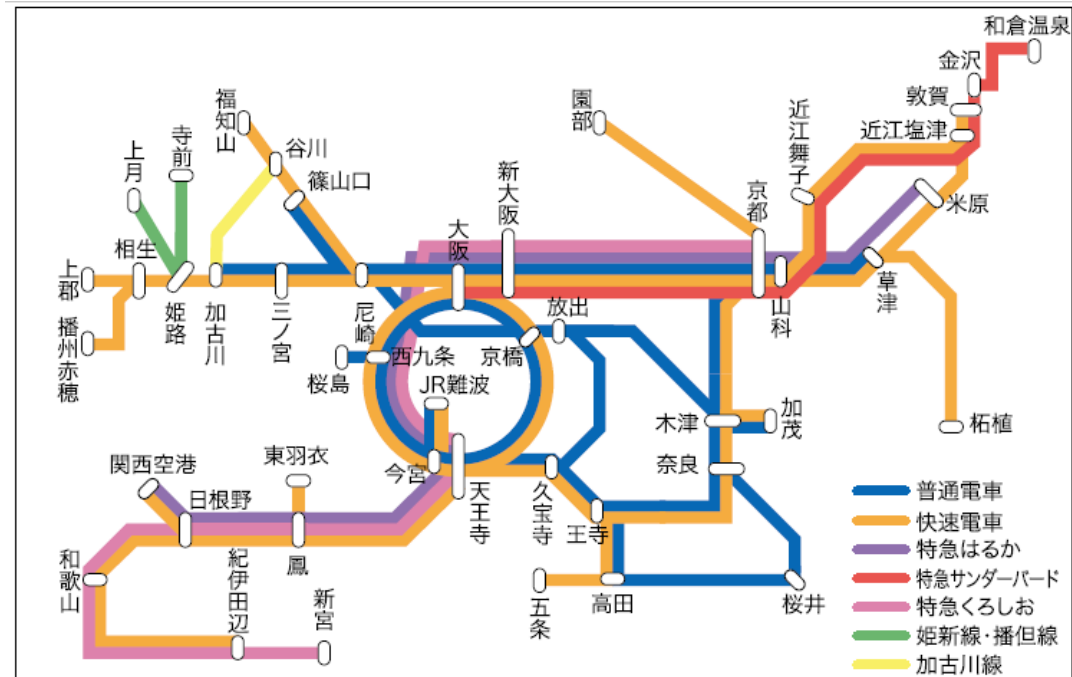 和倉温泉
金沢
敦賀
近江塩津
福知山
園部
近江舞子
寺前
谷川
上月
篠山口
新大阪
京都
米原
大阪
相生
上郡
姫路
加古川
三ノ宮
尼崎
放出
山科
草津
播州赤穂
桜島
西九条
京橋
JR難波
木津
加茂
柘植
奈良
関西空港
東羽衣
今宮
天王寺
久宝寺
王寺
日根野
鳳
和歌山
紀伊田辺
新宮
五条
高田
桜井
普通電車
快速電車
特急はるか
特急サンダーバード
特急くろしお
姫新線・播但線
加古川線